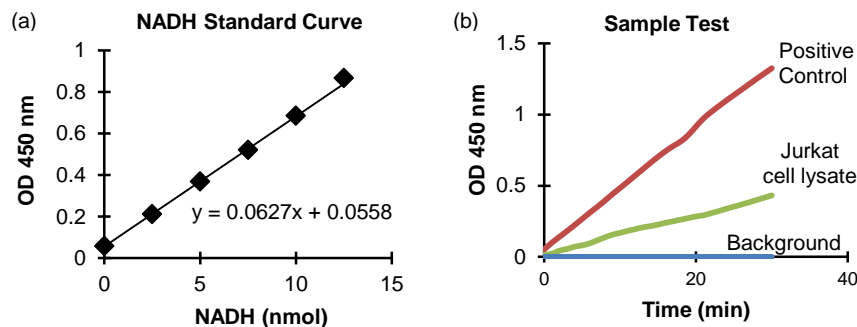 (a)
NADH Standard Curve
OD 450 nm
1
0.8
0.6
0.4
0.2
0
y = 0.0627x + 0.0558
0 5 10 15
NADH (nmol)
(b)
Sample Test
OD 450 nm
1.5
1
0.5
0
Positive
Control
Jurkat
cell lysate
Background
0 20 40
Time (min)